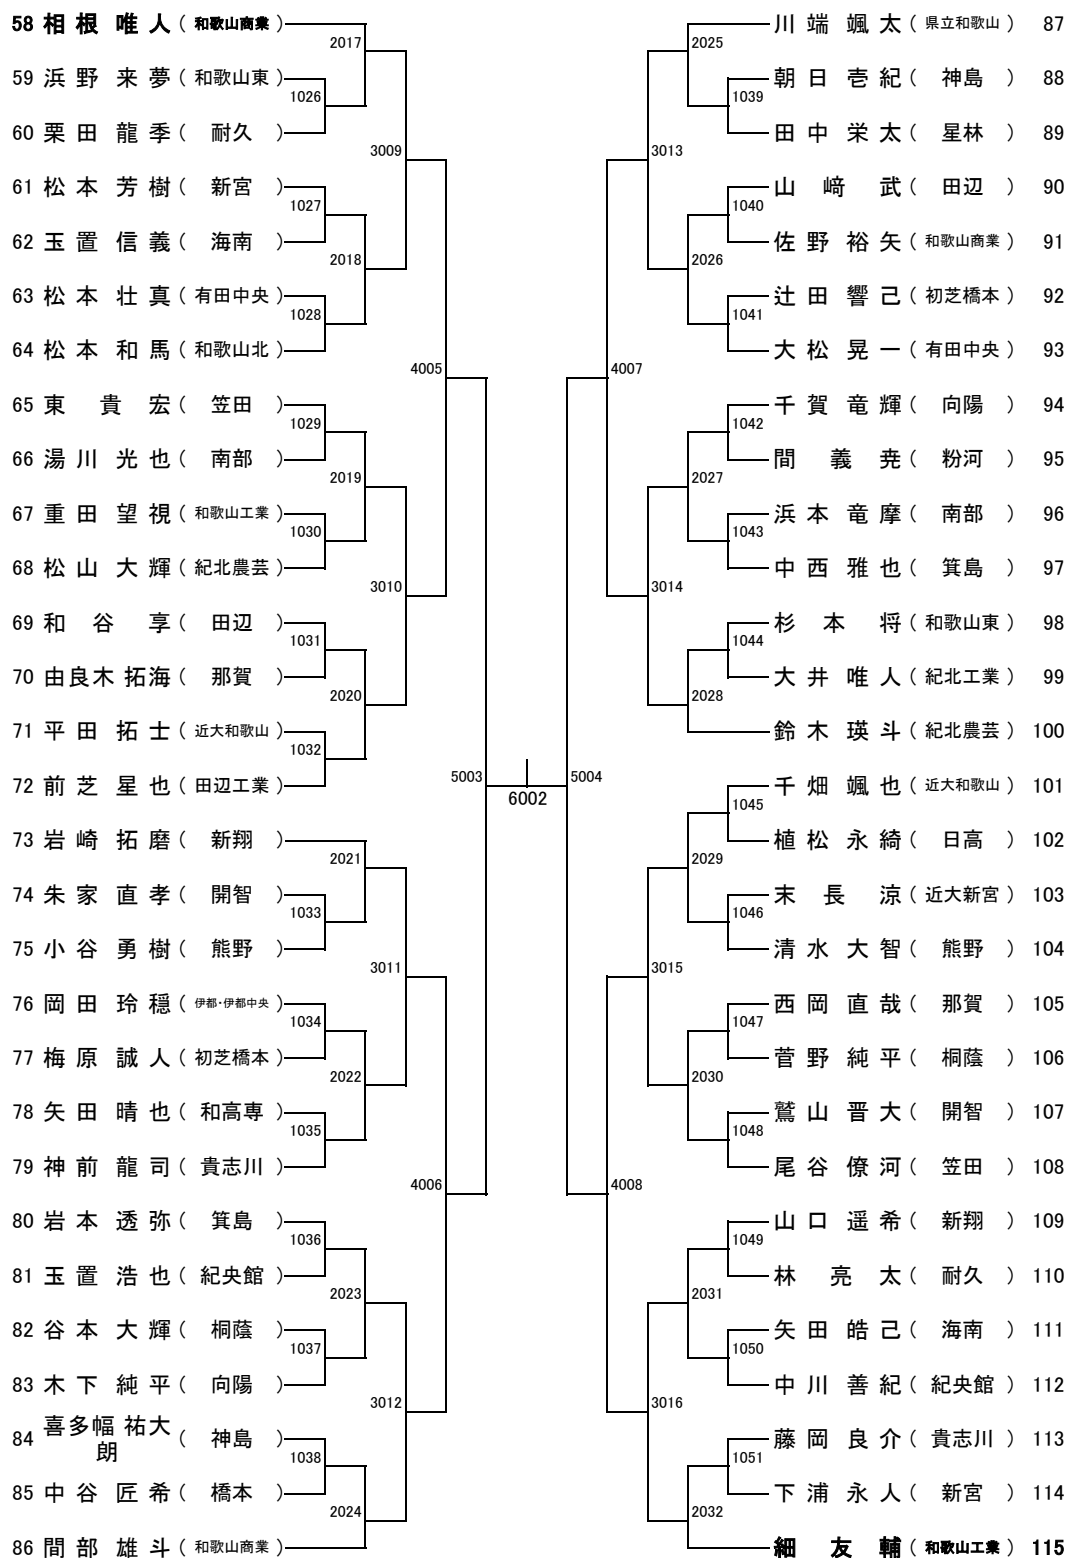 58 相根 唯人 ( 和歌山商業 )
2017
59 浜野 来夢 ( 和歌山東 )
1026
60 栗田 龍季 ( 耐久 )
3009
61 松本 芳樹 ( 新宮 )
1027
62 玉置 信義 ( 海南 )
2018
63 松本 壮真 ( 有田中央 )
1028
64 松本 和馬 ( 和歌山北 )
4005
65 東 貴宏 ( 笠田 )
1029
66 湯川 光也 ( 南部 )
2019
67 重田 望視 ( 和歌山工業 )
1030
68 松山 大輝 ( 紀北農芸 )
3010
69 和谷 享 ( 田辺 )
1031
70 由良木 拓海 ( 那賀 )
2020
71 平田 拓士 ( 近大和歌山 )
1032
72 前芝 星也 ( 田辺工業 )
5003
6002
73 岩崎 拓磨 ( 新翔 )
2021
74 朱家 直孝 ( 開智 )
1033
75 小谷 勇樹 ( 熊野 )
3011
76 岡田 玲穏 ( 伊都・伊都中央 )
1034
77 梅原 誠人 ( 初芝橋本 )
2022
78 矢田 晴也 ( 和高専 )
1035
79 神前 龍司 ( 貴志川 )
4006
80 岩本 透弥 ( 箕島 )
1036
81 玉置 浩也 ( 紀央館 )
2023
82 谷本 大輝 ( 桐蔭 )
1037
83 木下 純平 ( 向陽 )
3012
84 喜多幅 祐大
朗 ( 神島 )
1038
85 中谷 匠希 ( 橋本 )
2024
86 間部 雄斗 ( 和歌山商業 )
川端 颯太 ( 県立和歌山 ) 87
2025
朝日 壱紀 ( 神島 ) 88
1039
田中 栄太 ( 星林 ) 89
3013
山﨑 武 ( 田辺 ) 90
1040
佐野 裕矢 ( 和歌山商業 ) 91
2026
辻田 響己 ( 初芝橋本 ) 92
1041
大松 晃一 ( 有田中央 ) 93
4007
千賀 竜輝 ( 向陽 ) 94
1042
間 義尭 ( 粉河 ) 95
2027
浜本 竜摩 ( 南部 ) 96
1043
中西 雅也 ( 箕島 ) 97
3014
杉本 将 ( 和歌山東 ) 98
1044
大井 唯人 ( 紀北工業 ) 99
2028
鈴木 瑛斗 ( 紀北農芸 ) 100
5004
千畑 颯也 ( 近大和歌山 ) 101
1045
植松 永綺 ( 日高 ) 102
2029
末長 涼 ( 近大新宮 ) 103
1046
清水 大智 ( 熊野 ) 104
3015
西岡 直哉 ( 那賀 ) 105
1047
菅野 純平 ( 桐蔭 ) 106
2030
鷲山 晋大 ( 開智 ) 107
1048
尾谷 僚河 ( 笠田 ) 108
4008
山口 遥希 ( 新翔 ) 109
1049
林 亮太 ( 耐久 ) 110
2031
矢田 皓己 ( 海南 ) 111
1050
中川 善紀 ( 紀央館 ) 112
3016
藤岡 良介 ( 貴志川 ) 113
1051
下浦 永人 ( 新宮 ) 114
2032
細 友輔 ( 和歌山工業 ) 115